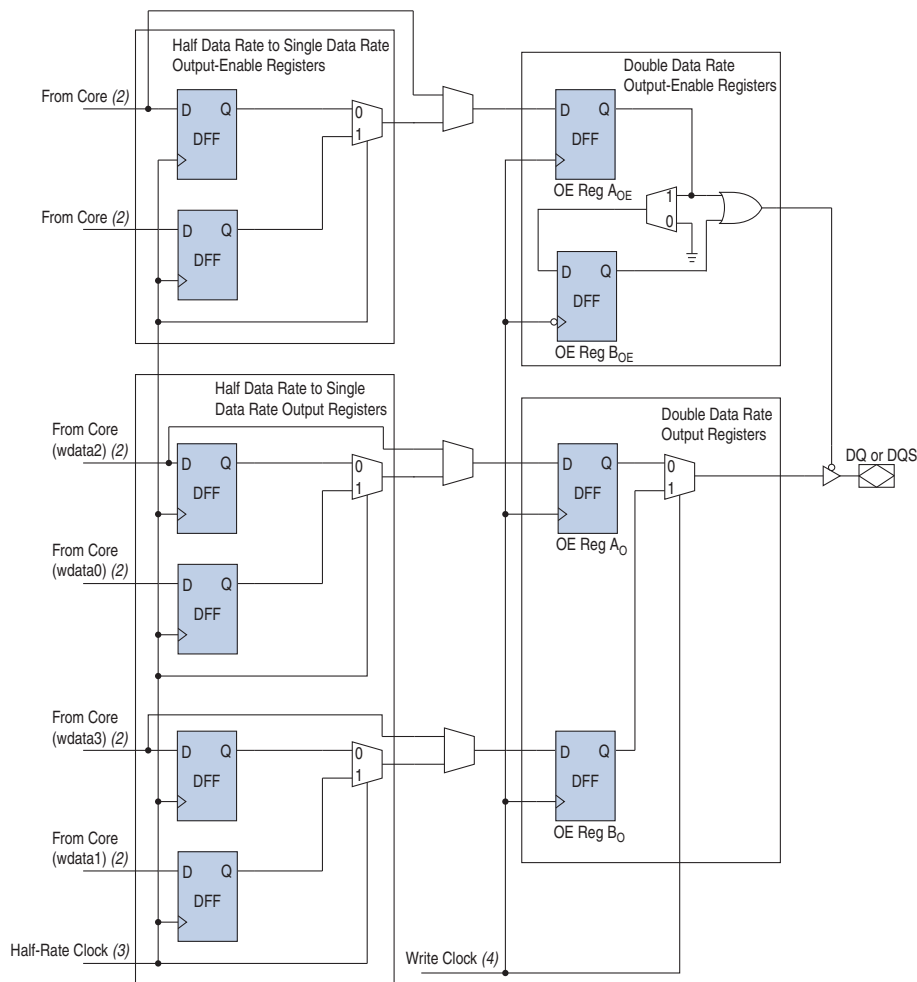 Half Data Rate to Single Data Rate
Output-Enable Registers
From Core (2)
D Q
DFF
0
1
From Core (2)
D Q
DFF
Double Data Rate
Output-Enable Registers
D Q
DFF
OE Reg AOE
1
0
D Q
DFF
OE Reg BOE
Half Data Rate to Single
Data Rate Output Registers
From Core
(wdata2) (2)
D Q
DFF
0
1
From Core
(wdata0) (2)
D Q
DFF
From Core
(wdata3) (2)
D Q
DFF
0
1
From Core
(wdata1) (2)
D Q
DFF
Half-Rate Clock (3)
Double Data Rate
Output Registers
D Q
DFF
OE Reg AO
0
1
D Q
DFF
OE Reg BO
DQ or DQS
Write Clock (4)